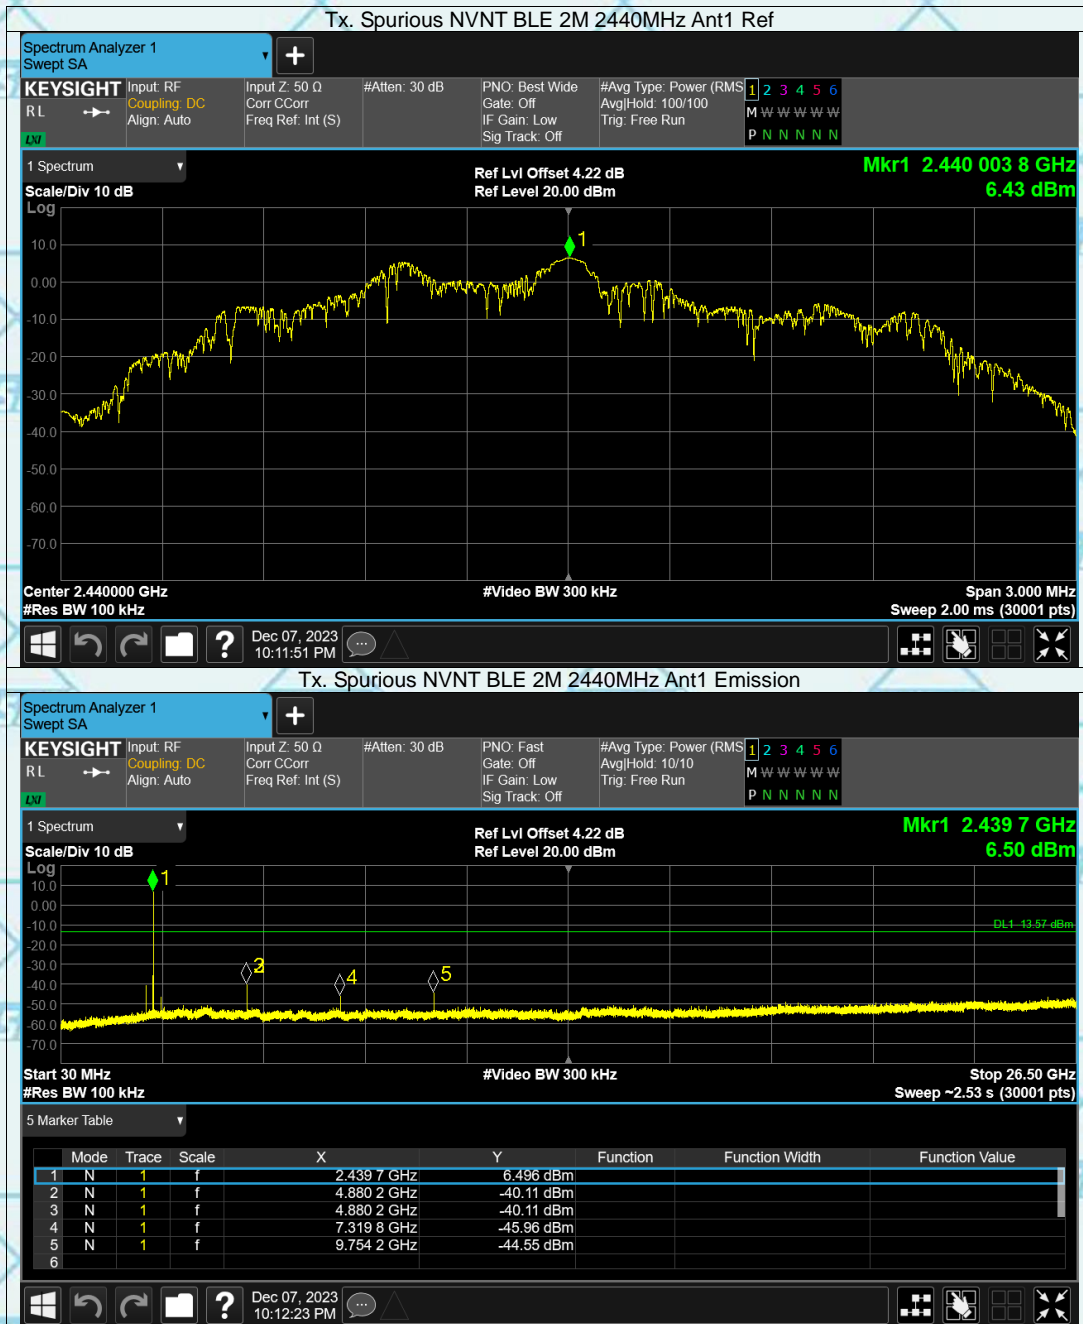 Tx. Spurious NVNT BLE 2M 2440MHz Ant1 Ref
Spectrum Analyzer 1
Swept SA
+
KEYSIGHT Input: RF Input Z: 50 Ω #Atten: 30 dB PNO: Best Wide #Avg Type: Power (RMS 1 2 3 4 5 6
R L Coupling: DC Corr CCorr Gate: Off Avg|Hold: 100/100 M W W W W W
Align: Auto Freq Ref: Int (S) IF Gain: Low Trig: Free Run
LXI Sig Track: Off P N N N N N
1 Spectrum Ref Lvl Offset 4.22 dB Mkr1 2.440 003 8 GHz
Scale/Div 10 dB Ref Level 20.00 dBm 6.43 dBm
Log
1
10.0
0.00
-10.0
-20.0
-30.0
-40.0
-50.0
-60.0
-70.0
Center 2.440000 GHz #Video BW 300 kHz Span 3.000 MHz
#Res BW 100 kHz Sweep 2.00 ms (30001 pts)
? Dec 07, 2023
10:11:51 PM
Tx. Spurious NVNT BLE 2M 2440MHz Ant1 Emission
Spectrum Analyzer 1
Swept SA
+
KEYSIGHT Input: RF Input Z: 50 Ω #Atten: 30 dB PNO: Fast #Avg Type: Power (RMS 1 2 3 4 5 6
R L Coupling: DC Corr CCorr Gate: Off Avg|Hold: 10/10 M W W W W W
Align: Auto Freq Ref: Int (S) IF Gain: Low Trig: Free Run
LXI Sig Track: Off P N N N N N
1 Spectrum Ref Lvl Offset 4.22 dB Mkr1 2.439 7 GHz
Scale/Div 10 dB Ref Level 20.00 dBm 6.50 dBm
Log
1
10.0
0.00
-10.0 DL1 -13.57 dBm
-20.0
-30.0 2 3 4 5
-40.0
-50.0
-60.0
-70.0
Start 30 MHz #Video BW 300 kHz Stop 26.50 GHz
#Res BW 100 kHz Sweep ~2.53 s (30001 pts)
5 Marker Table
Mode Trace Scale X Y Function Function Width Function Value
1 N 1 f 2.439 7 GHz 6.496 dBm
2 N 1 f 4.880 2 GHz -40.11 dBm
3 N 1 f 4.880 2 GHz -40.11 dBm
4 N 1 f 7.319 8 GHz -45.96 dBm
5 N 1 f 9.754 2 GHz -44.55 dBm
6
? Dec 07, 2023
10:12:23 PM